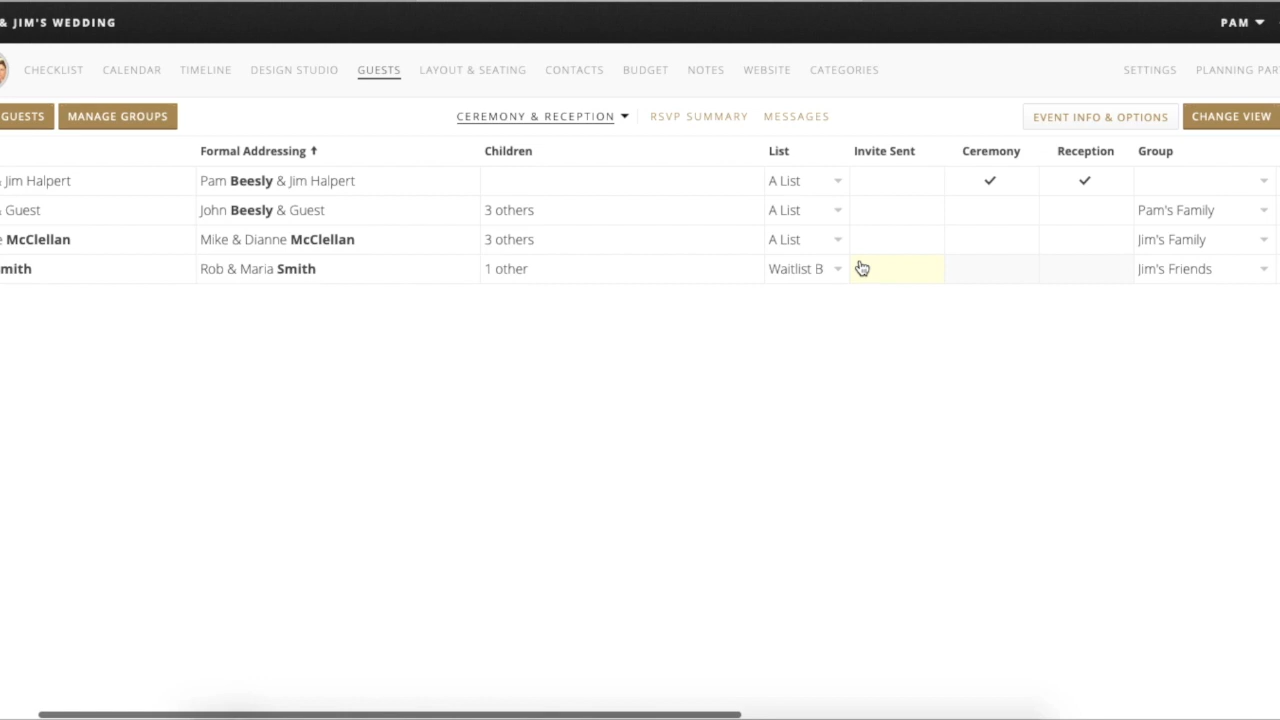 & JIM'S WEDDING PAM
CHECKLIST CALENDAR TIMELINE DESIGN STUDIO GUESTS LAYOUT & SEATING CONTACTS BUDGET NOTES WEBSITE CATEGORIES SETTINGS PLANNING PAR
GUESTS MANAGE GROUPS CEREMONY & RECEPTION RSVP SUMMARY MESSAGES EVENT INFO & OPTIONS CHANGE VIEW
Formal Addressing ↑ Children List Invite Sent Ceremony Reception Group
& Jim Halpert Pam Beesly & Jim Halpert A List ✓ ✓
& Guest John Beesly & Guest 3 others A List Pam's Family
e McClellan Mike & Dianne McClellan 3 others A List Jim's Family
mith Rob & Maria Smith 1 other Waitlist B Jim's Friends